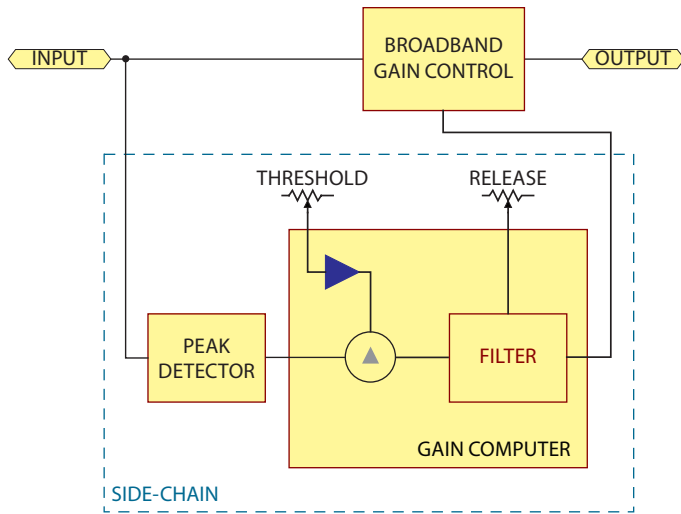 INPUT
BROADBAND
GAIN CONTROL
OUTPUT
THRESHOLD
RELEASE
PEAK
DETECTOR
FILTER
GAIN COMPUTER
SIDE-CHAIN